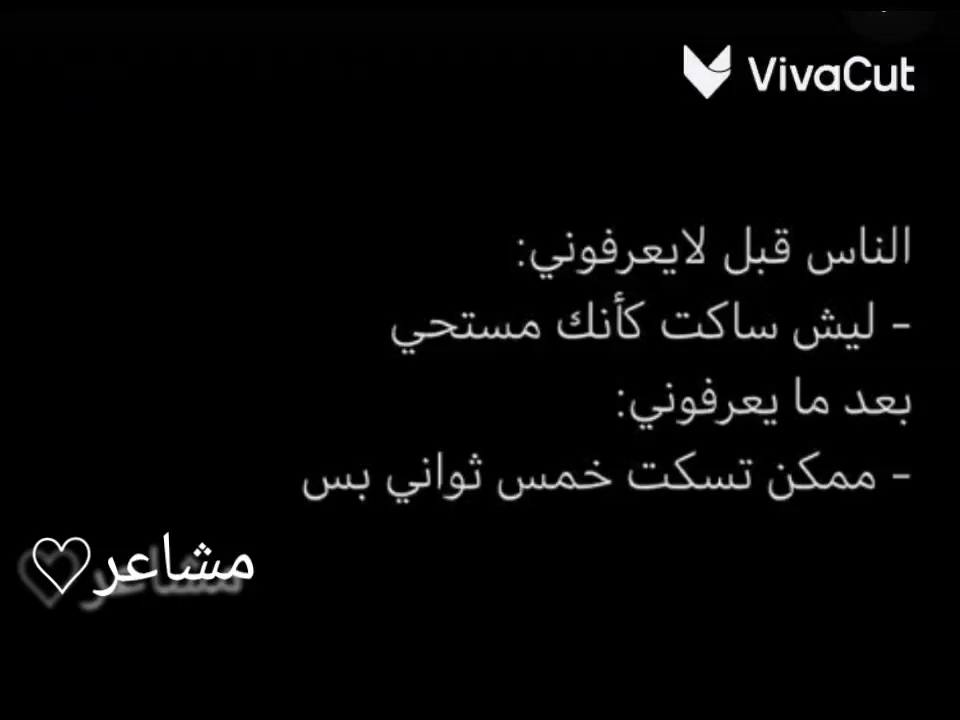 VivaCut
الناس قبل لايعرفوني:
- ليش ساكت كأنك مستحي
بعد ما يعرفوني:
- ممكن تسكت خمس ثواني بس
مشاعر♡